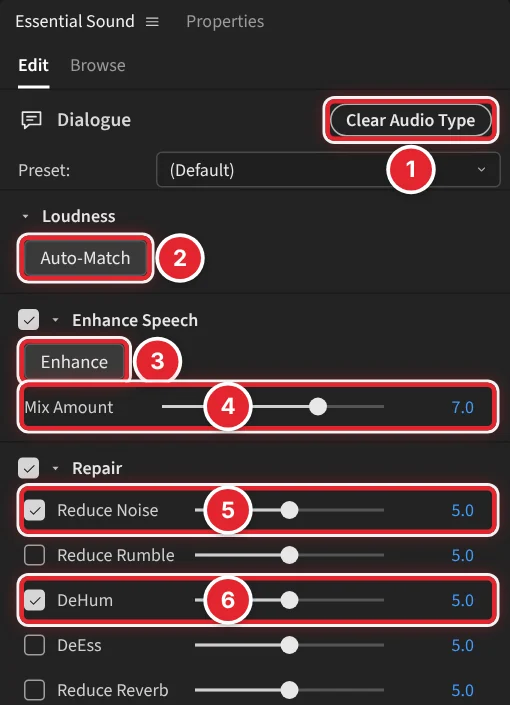 Essential Sound Properties
Edit Browse
Dialogue Clear Audio Type
1
Preset: (Default)
Loudness
Auto-Match 2
Enhance Speech
Enhance 3
Mix Amount 4 7.0
Repair
Reduce Noise 5 5.0
Reduce Rumble 5.0
DeHum 6 5.0
DeEss 5.0
Reduce Reverb 5.0